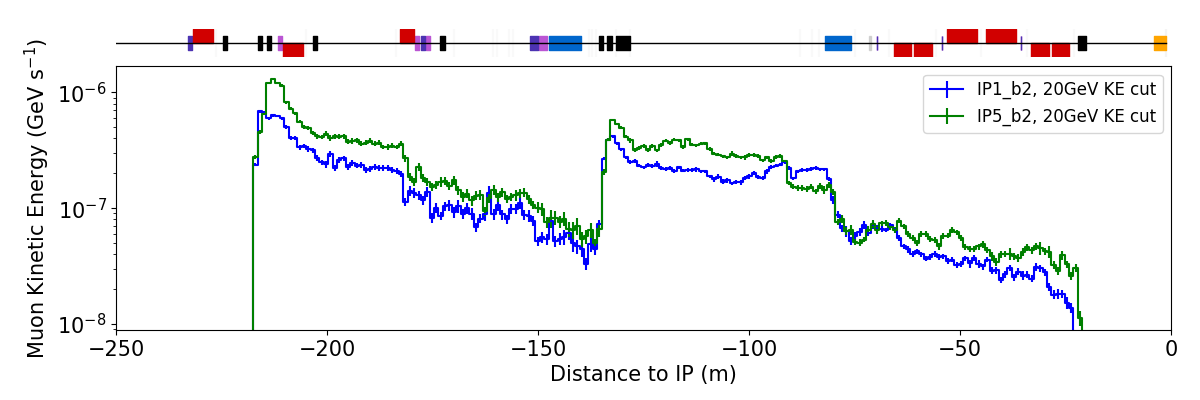 Muon Kinetic Energy (GeV s⁻¹)
10⁻⁶
10⁻⁷
10⁻⁸
IP1_b2, 20GeV KE cut
IP5_b2, 20GeV KE cut
−250 −200 −150 −100 −50 0
Distance to IP (m)